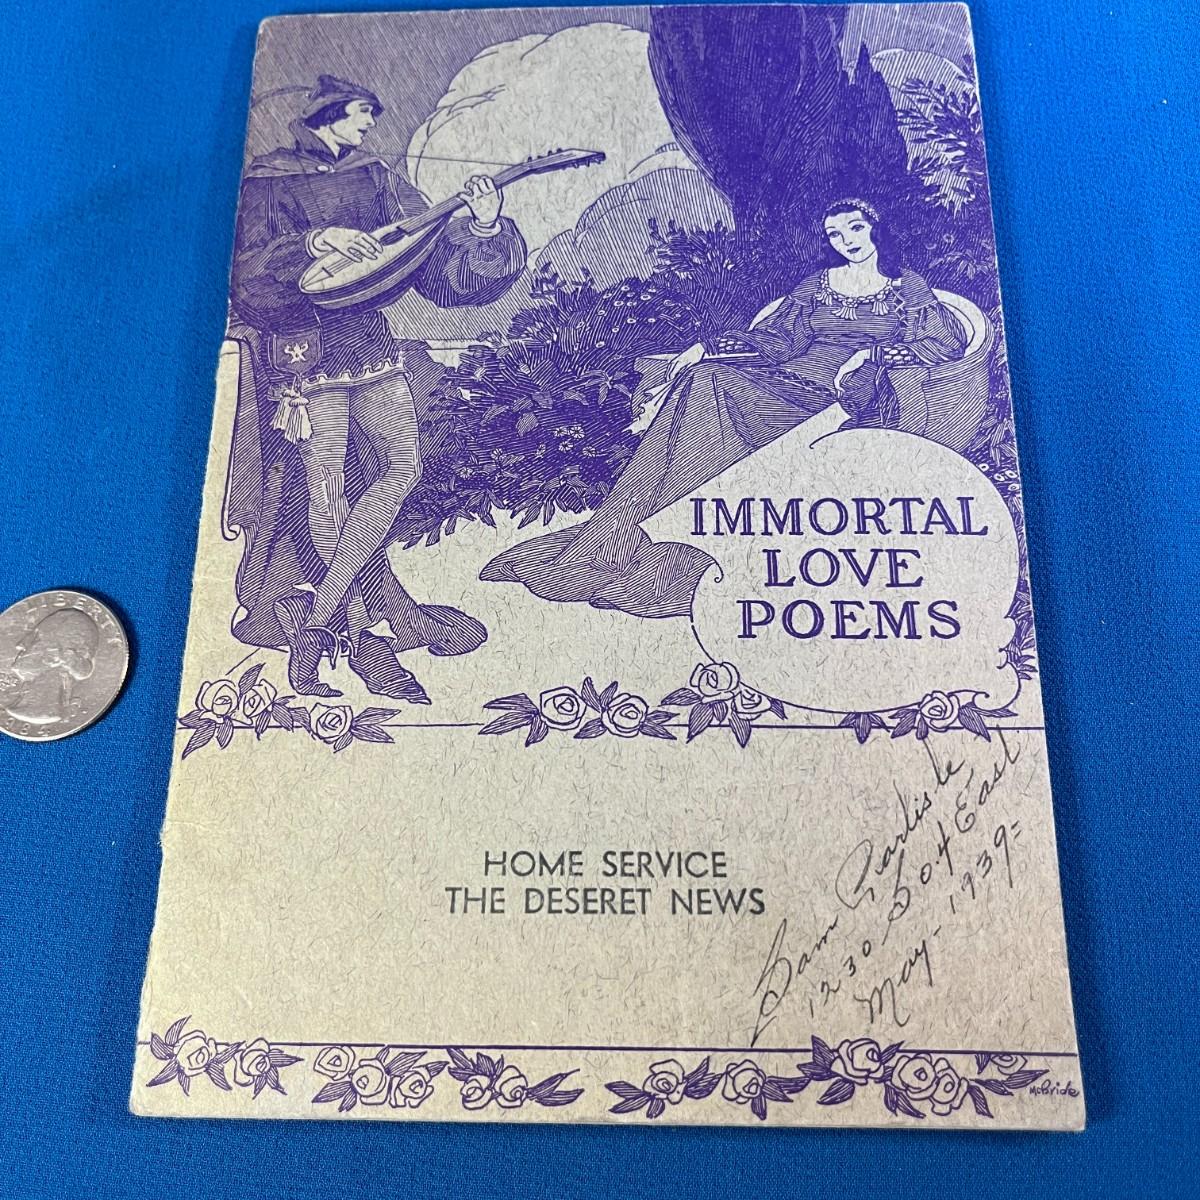 IMMORTAL
LOVE
POEMS
HOME SERVICE
THE DESERET NEWS
Sam Carlisle
1230 So 4 East
May - 1939 =
McBride
LIBERTY